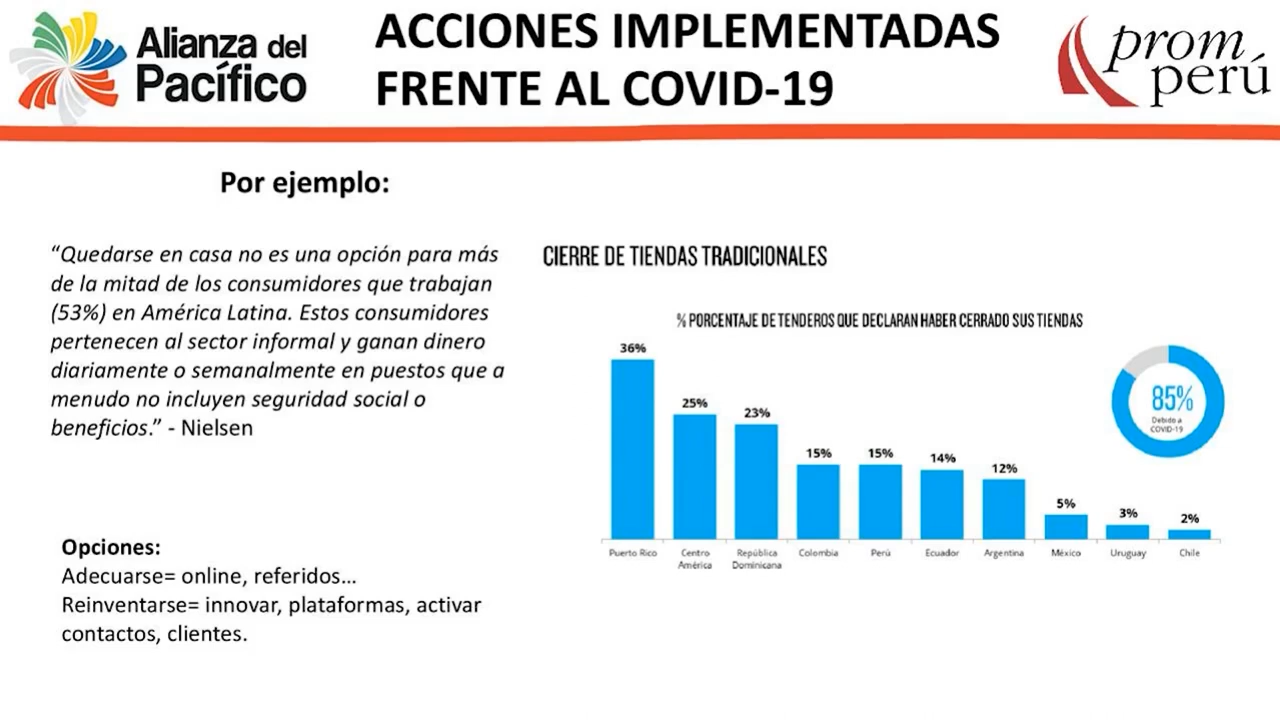 Alianza del
Pacífico
ACCIONES IMPLEMENTADAS
FRENTE AL COVID-19
prom
perú
Por ejemplo:
“Quedarse en casa no es una opción para más
de la mitad de los consumidores que trabajan
(53%) en América Latina. Estos consumidores
pertenecen al sector informal y ganan dinero
diariamente o semanalmente en puestos que a
menudo no incluyen seguridad social o
beneficios.” - Nielsen
Opciones:
Adecuarse= online, referidos...
Reinventarse= innovar, plataformas, activar
contactos, clientes.
CIERRE DE TIENDAS TRADICIONALES
% PORCENTAJE DE TENDEROS QUE DECLARAN HABER CERRADO SUS TIENDAS
36%
25%
23%
15%
15%
14%
12%
5%
3%
2%
Puerto Rico
Centro
América
República
Dominicana
Colombia
Perú
Ecuador
Argentina
México
Uruguay
Chile
85%
Debido a
COVID-19